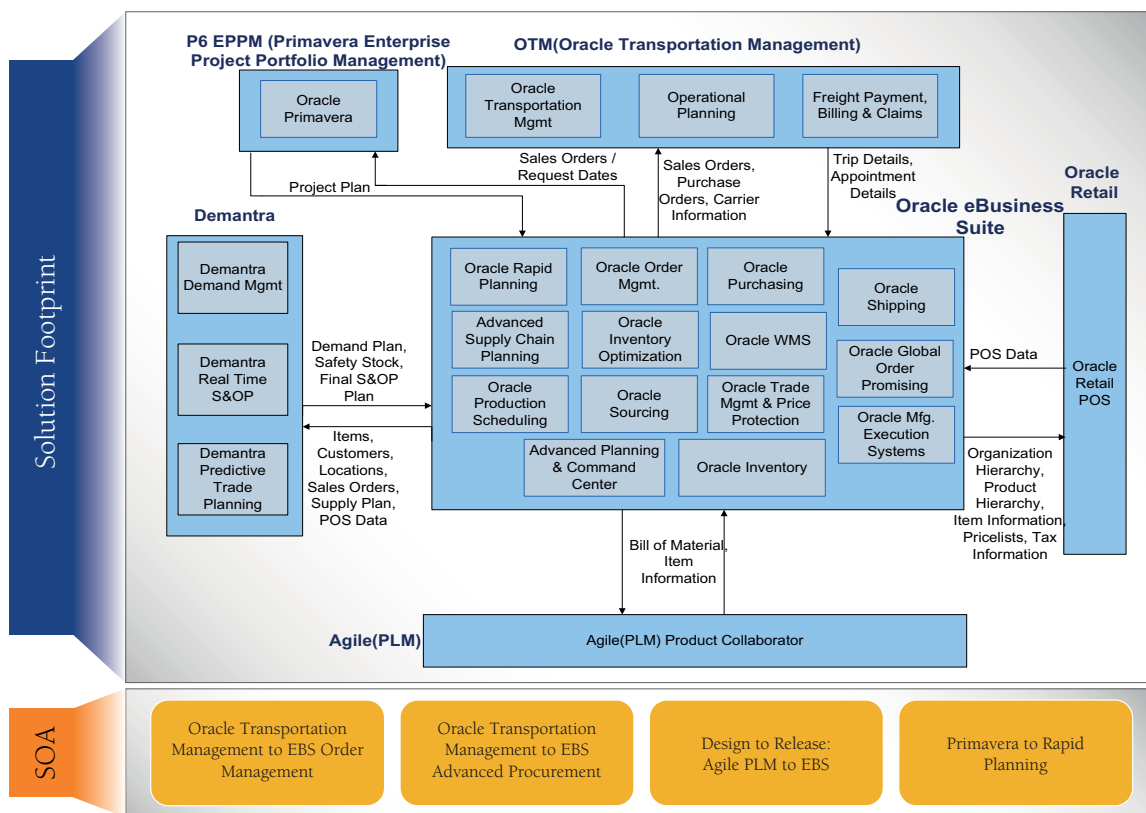 P6 EPPM (Primavera Enterprise
Project Portfolio Management)
Oracle
Primavera
OTM(Oracle Transportation Management)
Oracle
Transportation
Mgmt
Operational
Planning
Freight Payment,
Billing & Claims
Project Plan
Sales Orders /
Request Dates
Sales Orders,
Purchase
Orders, Carrier
Information
Trip Details,
Appointment
Details
Oracle
Retail
Oracle eBusiness
Suite
Demantra
Demantra
Demand Mgmt
Demantra
Real Time
S&OP
Demantra
Predictive
Trade
Planning
Demand Plan,
Safety Stock,
Final S&OP
Plan
Items,
Customers,
Locations,
Sales Orders,
Supply Plan,
POS Data
Oracle Rapid
Planning
Oracle Order
Mgmt.
Oracle
Purchasing
Oracle
Shipping
Advanced
Supply Chain
Planning
Oracle
Inventory
Optimization
Oracle WMS
Oracle Global
Order
Promising
Oracle
Production
Scheduling
Oracle
Sourcing
Oracle Trade
Mgmt & Price
Protection
Oracle Mfg.
Execution
Systems
Advanced Planning
& Command
Center
Oracle Inventory
POS Data
Organization
Hierarchy,
Product
Hierarchy,
Item Information,
Pricelists, Tax
Information
Oracle
Retail
POS
Bill of Material,
Item
Information
Agile(PLM)
Agile(PLM) Product Collaborator
Solution Footprint
SOA
Oracle Transportation
Management to EBS Order
Management
Oracle Transportation
Management to EBS
Advanced Procurement
Design to Release:
Agile PLM to EBS
Primavera to Rapid
Planning